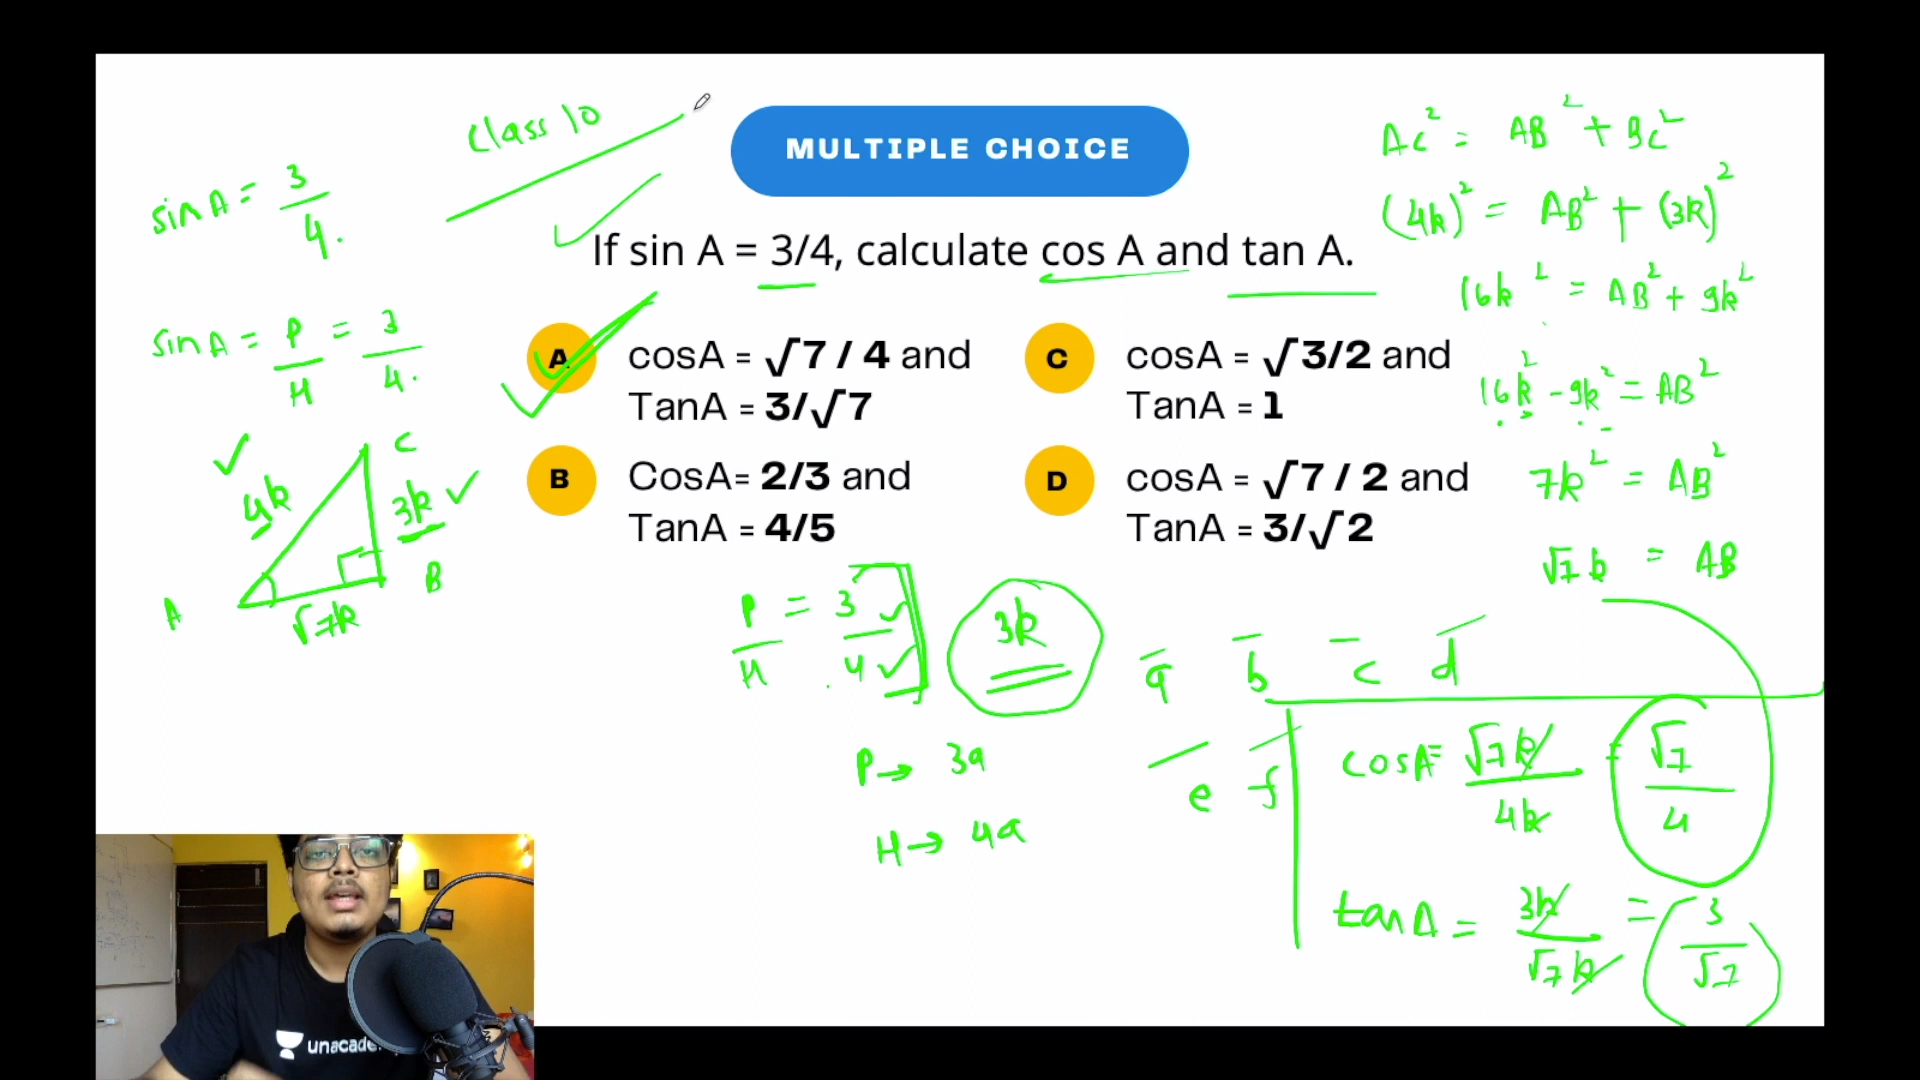 Class 10
MULTIPLE CHOICE
sin A = 3/4.
If sin A = 3/4, calculate cos A and tan A.
sin A = P/H = 3/4.
A
cosA = √7 / 4 and
TanA = 3/√7
B
CosA= 2/3 and
TanA = 4/5
C
cosA = √3/2 and
TanA = 1
D
cosA = √7 / 2 and
TanA = 3/√2
C
4k
3k
B
A
√7k
AC² = AB² + BC²
(4k)² = AB² + (3k)²
16k² = AB² + 9k²
16k² - 9k² = AB²
7k² = AB²
√7 k = AB
P/H = 3/4
3k
P → 3a
H → 4a
a b c d
e f
cosA = √7k/4k = √7/4
tanA = 3k/√7k = 3/√7
unacade